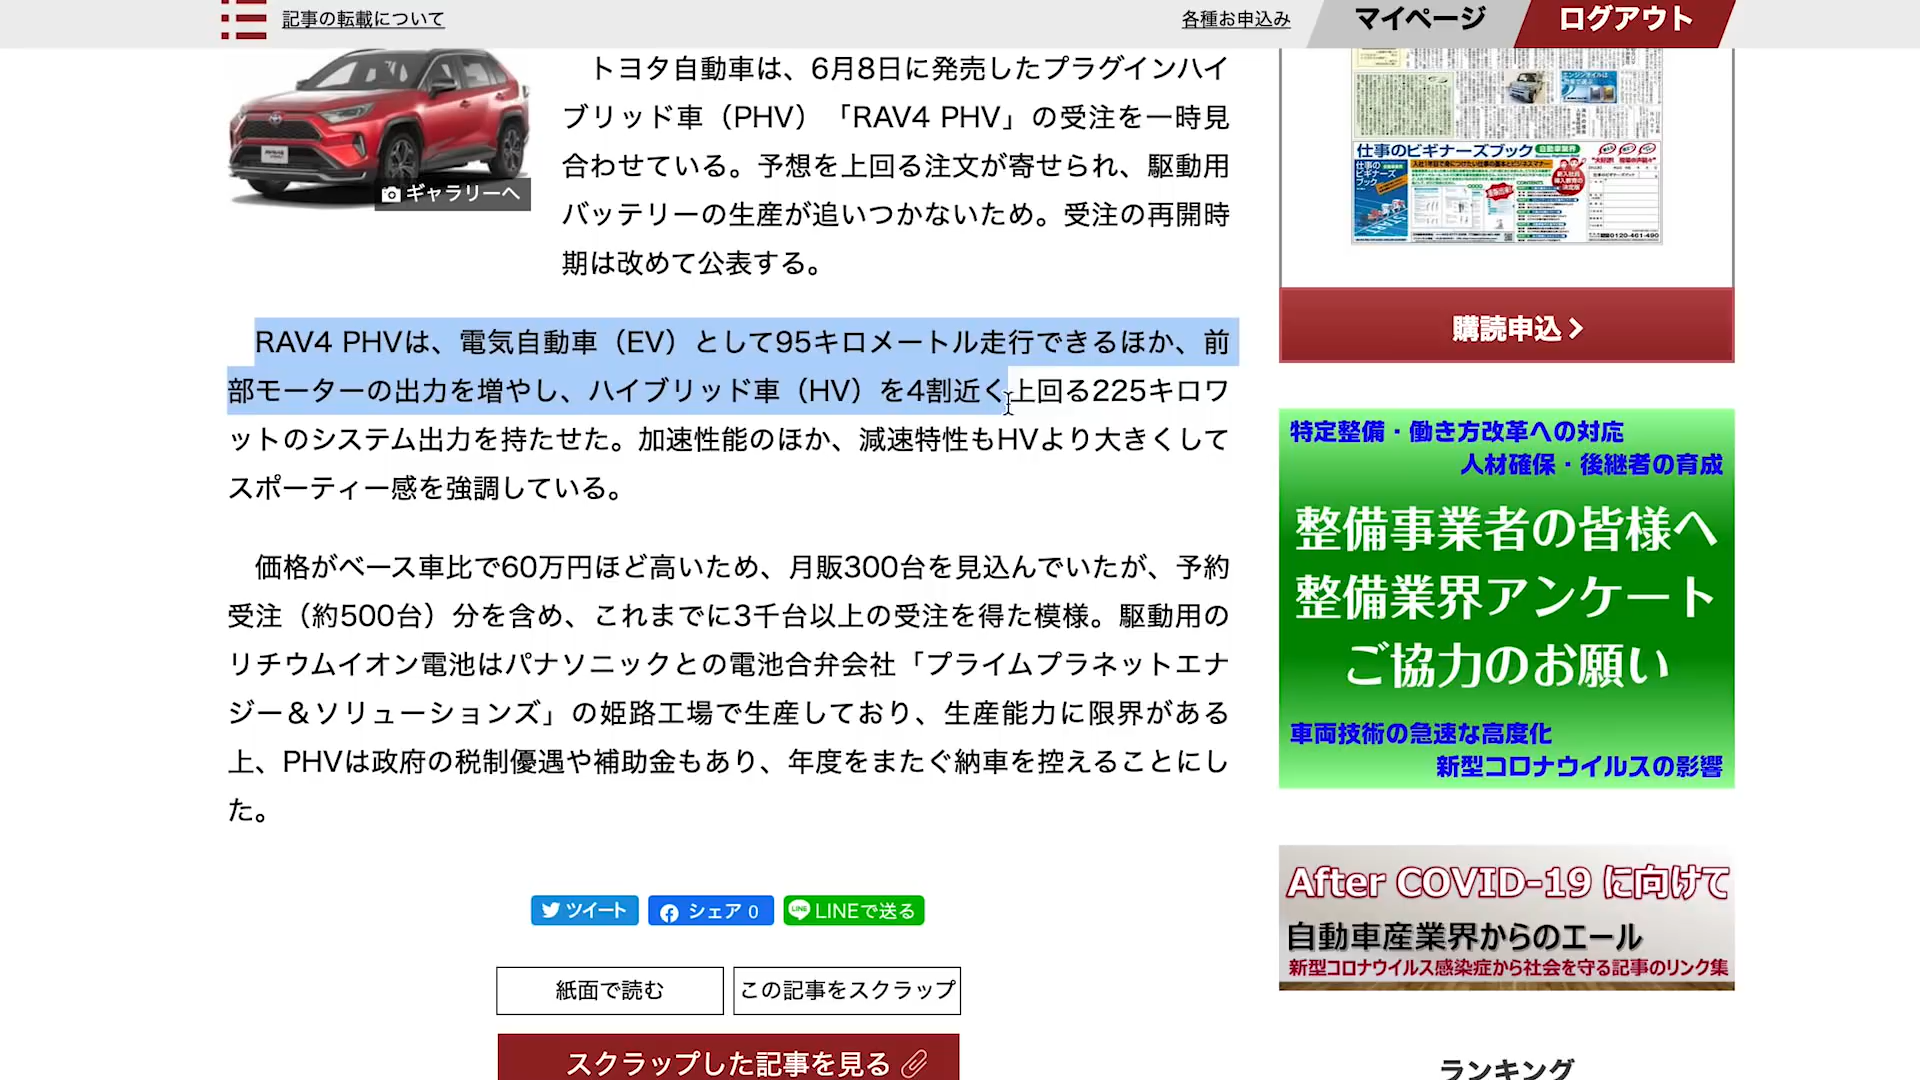 記事の転載について
各種お申込み
マイページ
ログアウト
トヨタ自動車は、6月8日に発売したプラグインハイ
ブリッド車（PHV）「RAV4 PHV」の受注を一時見
合わせている。予想を上回る注文が寄せられ、駆動用
バッテリーの生産が追いつかないため。受注の再開時
期は改めて公表する。
ギャラリーへ
RAV4 PHVは、電気自動車（EV）として95キロメートル走行できるほか、前
部モーターの出力を増やし、ハイブリッド車（HV）を4割近く上回る225キロワ
ットのシステム出力を持たせた。加速性能のほか、減速特性もHVより大きくして
スポーティー感を強調している。
価格がベース車比で60万円ほど高いため、月販300台を見込んでいたが、予約
受注（約500台）分を含め、これまでに3千台以上の受注を得た模様。駆動用の
リチウムイオン電池はパナソニックとの電池合弁会社「プライムプラネットエナ
ジー＆ソリューションズ」の姫路工場で生産しており、生産能力に限界がある
上、PHVは政府の税制優遇や補助金もあり、年度をまたぐ納車を控えることにし
た。
ツイート
シェア 0
LINEで送る
紙面で読む
この記事をスクラップ
スクラップした記事を見る
仕事のビギナーズブック 自動車業界
仕事の
ビギナーズ
ブック
0120-461-490
購読申込
特定整備・働き方改革への対応
人材確保・後継者の育成
整備事業者の皆様へ
整備業界アンケート
ご協力のお願い
車両技術の急速な高度化
新型コロナウイルスの影響
After COVID-19 に向けて
自動車産業界からのエール
新型コロナウイルス感染症から社会を守る記事のリンク集
ランキング